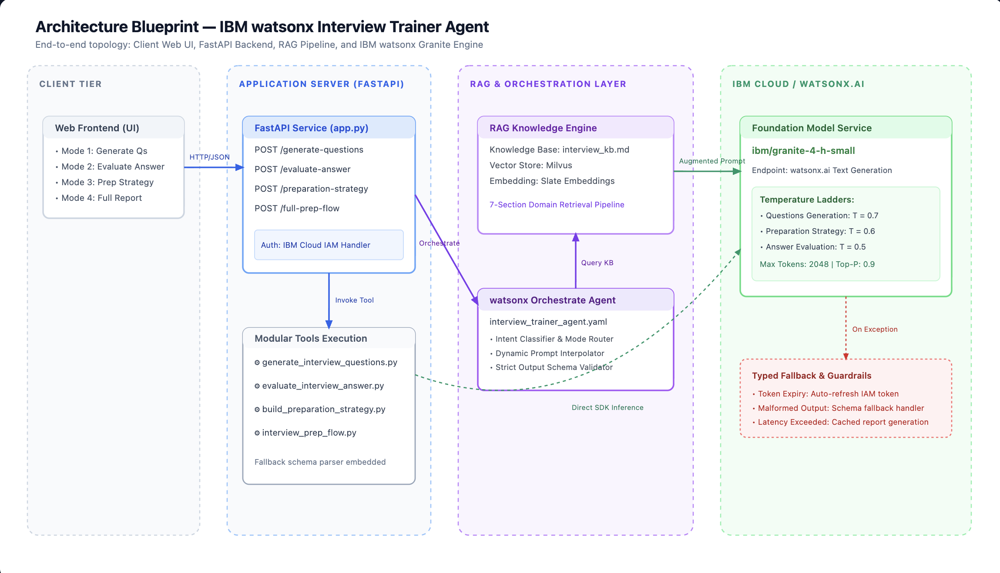 Architecture Blueprint — IBM watsonx Interview Trainer Agent
End-to-end topology: Client Web UI, FastAPI Backend, RAG Pipeline, and IBM watsonx Granite Engine
CLIENT TIER
Web Frontend (UI)
• Mode 1: Generate Qs
• Mode 2: Evaluate Answer
• Mode 3: Prep Strategy
• Mode 4: Full Report
HTTP/JSON
APPLICATION SERVER (FASTAPI)
FastAPI Service (app.py)
POST /generate-questions
POST /evaluate-answer
POST /preparation-strategy
POST /full-prep-flow
Auth: IBM Cloud IAM Handler
Invoke Tool
Modular Tools Execution
⚙ generate_interview_questions.py
⚙ evaluate_interview_answer.py
⚙ build_preparation_strategy.py
⚙ interview_prep_flow.py
Fallback schema parser embedded
Orchestrate
RAG & ORCHESTRATION LAYER
RAG Knowledge Engine
Knowledge Base: interview_kb.md
Vector Store: Milvus
Embedding: Slate Embeddings
7-Section Domain Retrieval Pipeline
Query KB
watsonx Orchestrate Agent
interview_trainer_agent.yaml
• Intent Classifier & Mode Router
• Dynamic Prompt Interpolator
• Strict Output Schema Validator
Direct SDK Inference
Augmented Prompt
IBM CLOUD / WATSONX.AI
Foundation Model Service
ibm/granite-4-h-small
Endpoint: watsonx.ai Text Generation
Temperature Ladders:
• Questions Generation: T = 0.7
• Preparation Strategy: T = 0.6
• Answer Evaluation: T = 0.5
Max Tokens: 2048 | Top-P: 0.9
On Exception
Typed Fallback & Guardrails
• Token Expiry: Auto-refresh IAM token
• Malformed Output: Schema fallback handler
• Latency Exceeded: Cached report generation